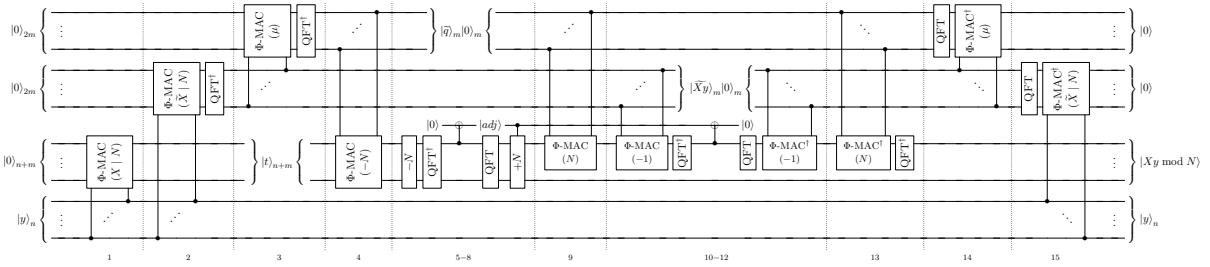 |0⟩₂ₘ
Φ-MAC (μ)
QFT†
|q̃⟩ₘ|0⟩ₘ
QFT
Φ-MAC† (μ)
|0⟩
|0⟩₂ₘ
Φ-MAC (X̃ | N)
QFT†
|X̃y⟩ₘ|0⟩ₘ
QFT
Φ-MAC† (X̃ | N)
|0⟩
|0⟩
|adj⟩
|0⟩
|0⟩ₙ₊ₘ
Φ-MAC (X | N)
|t⟩ₙ₊ₘ
Φ-MAC (−N)
−N
QFT†
QFT
+N
Φ-MAC (N)
Φ-MAC (−1)
QFT†
QFT
Φ-MAC† (−1)
Φ-MAC† (N)
QFT†
|Xy mod N⟩
|y⟩ₙ
|y⟩ₙ
1 2 3 4 5–8 9 10–12 13 14 15